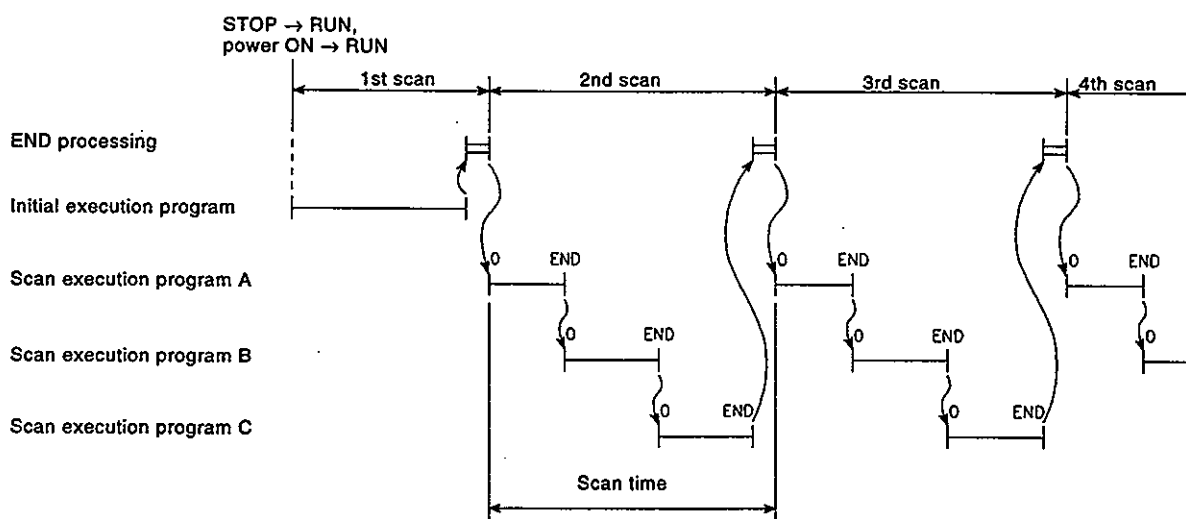 STOP → RUN,
power ON → RUN
1st scan
2nd scan
3rd scan
4th scan
END processing
Initial execution program
0 END 0 END 0 END
Scan execution program A
0 END 0 END 0
Scan execution program B
0 END 0 END
Scan execution program C
Scan time